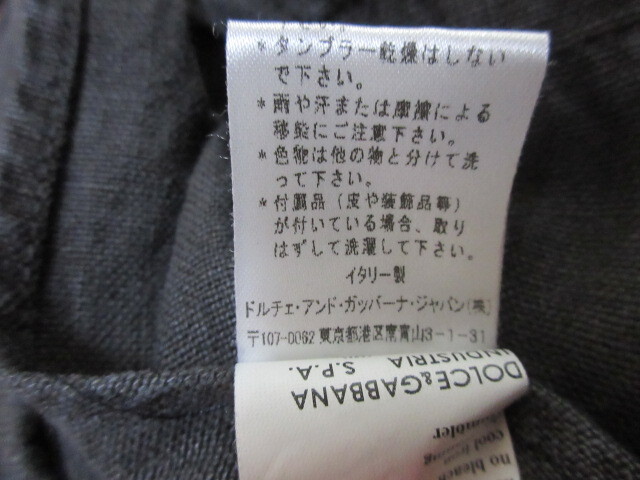 *タンブラー乾燥はしない
で下さい。
*雨や汗または摩擦による
移染にご注意下さい。
*色物は他の物と分けて洗
って下さい。
*付属品(皮や装飾品等)
が付いている場合、取り
はずして洗濯して下さい。
イタリー製
ドルチェ・アンド・ガッバーナ・ジャパン(株)
〒107-0062 東京都港区南青山3-1-31
DOLCE&GABBANA
INDUSTRIA
S.P.A.
no bleach
cool